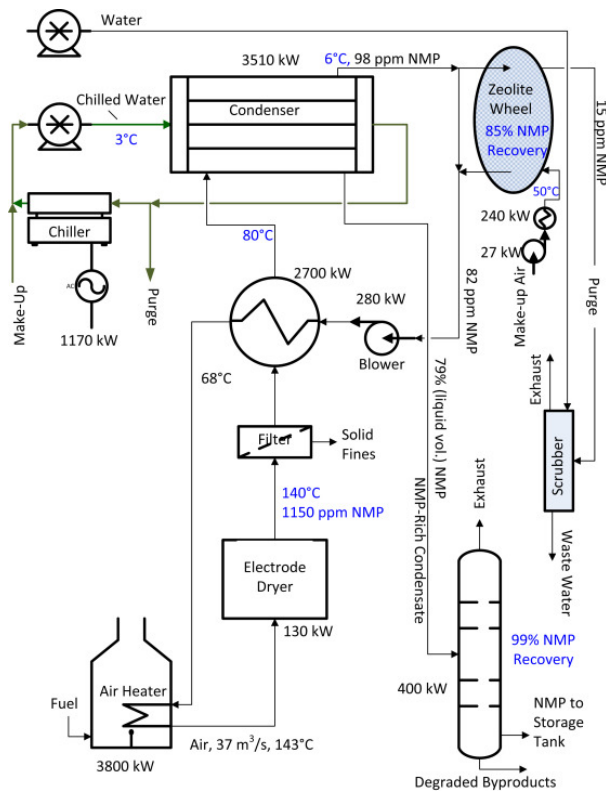 Water
3510 kW
6°C, 98 ppm NMP
Chilled Water
3°C
Condenser
Zeolite
Wheel
85% NMP
Recovery
15 ppm NMP
50°C
240 kW
27 kW
Make-up Air
Purge
Chiller
AC
1170 kW
Make-Up
Purge
80°C
2700 kW
280 kW
Blower
82 ppm NMP
68°C
79% (liquid vol.) NMP
NMP-Rich Condensate
Filter
Solid
Fines
Exhaust
Scrubber
Waste Water
140°C
1150 ppm NMP
Exhaust
Electrode
Dryer
130 kW
99% NMP
Recovery
400 kW
Air Heater
Fuel
Air, 37 m³/s, 143°C
3800 kW
NMP to
Storage
Tank
Degraded Byproducts